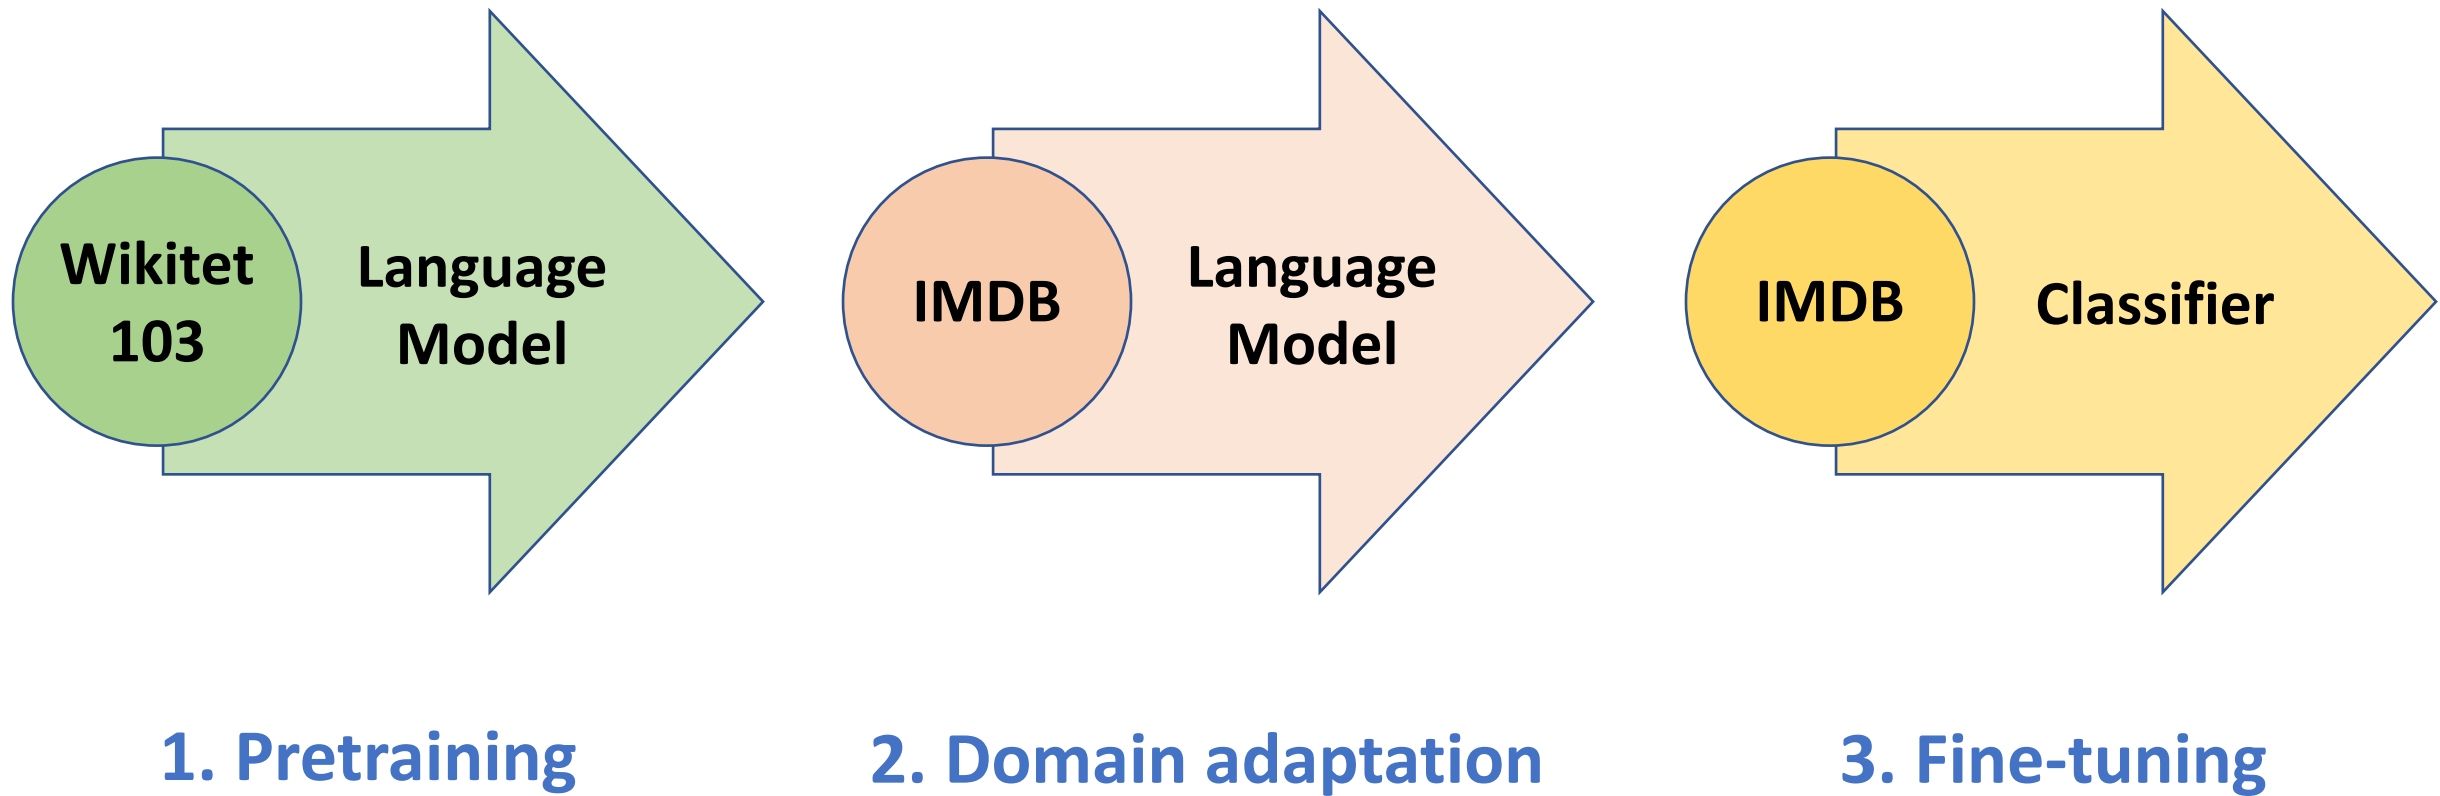 Wikitet
103
Language
Model
IMDB
Language
Model
IMDB
Classifier
1. Pretraining
2. Domain adaptation
3. Fine-tuning